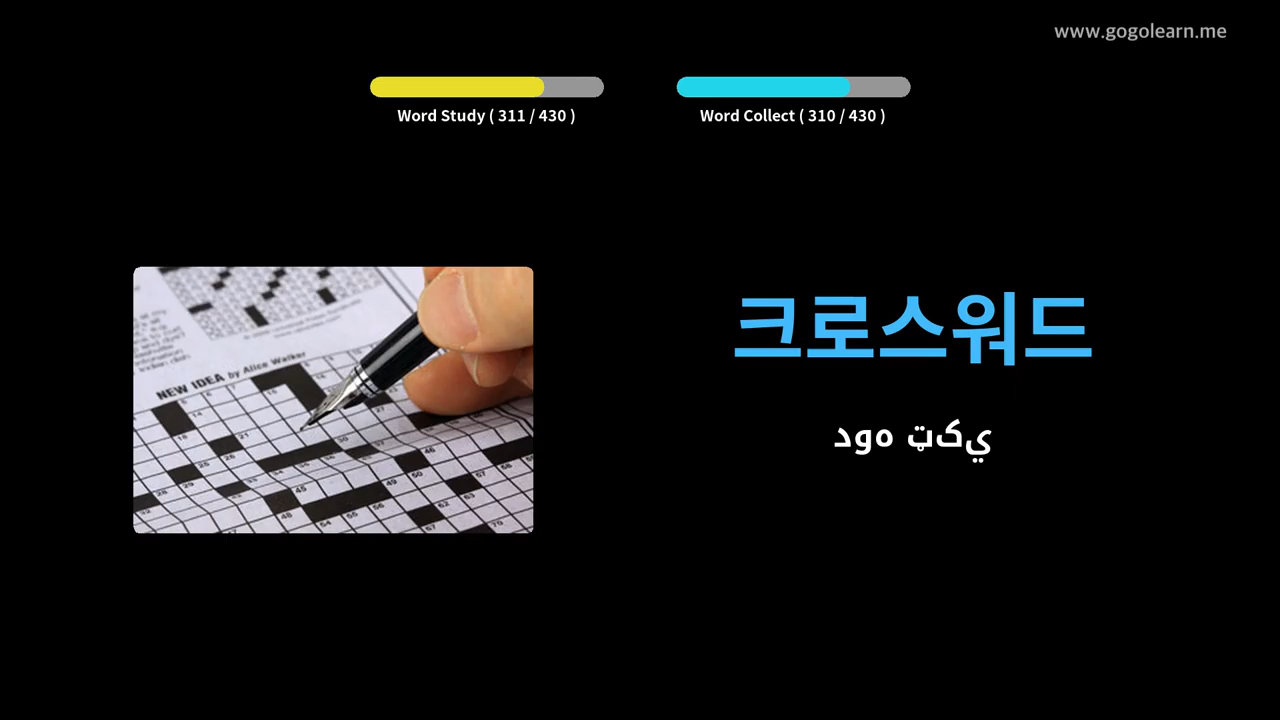 www.gogolearn.me
Word Study ( 311 / 430 )
Word Collect ( 310 / 430 )
크로스워드
دوه ټکي
NEW IDEA by Alice Walker